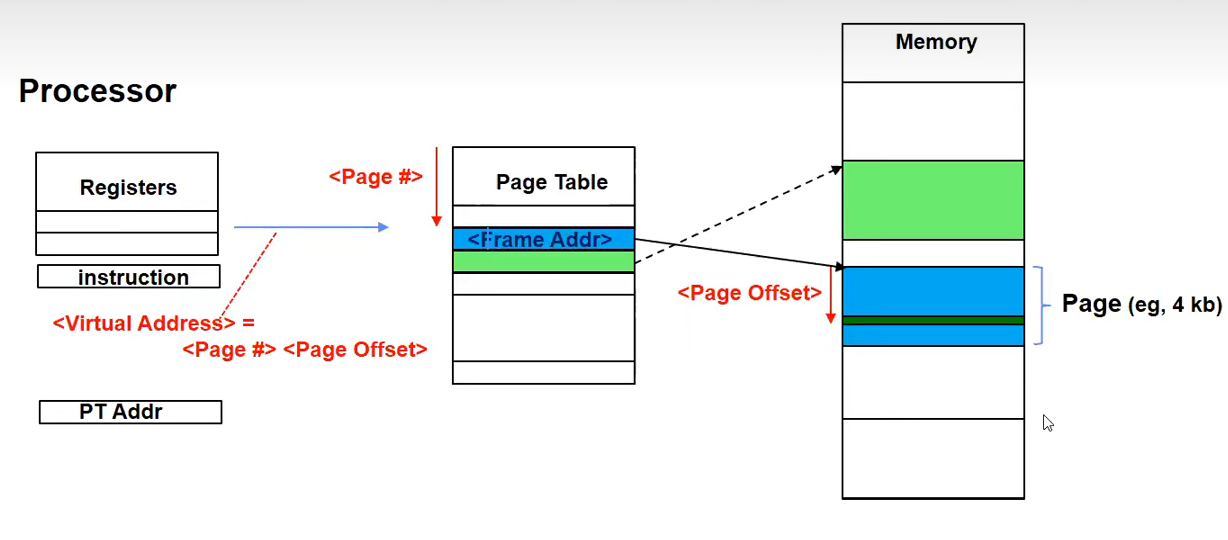 Processor
Registers
instruction
<Virtual Address> =
<Page #> <Page Offset>
PT Addr
<Page #>
Page Table
<Frame Addr>
<Page Offset>
Memory
Page (eg, 4 kb)